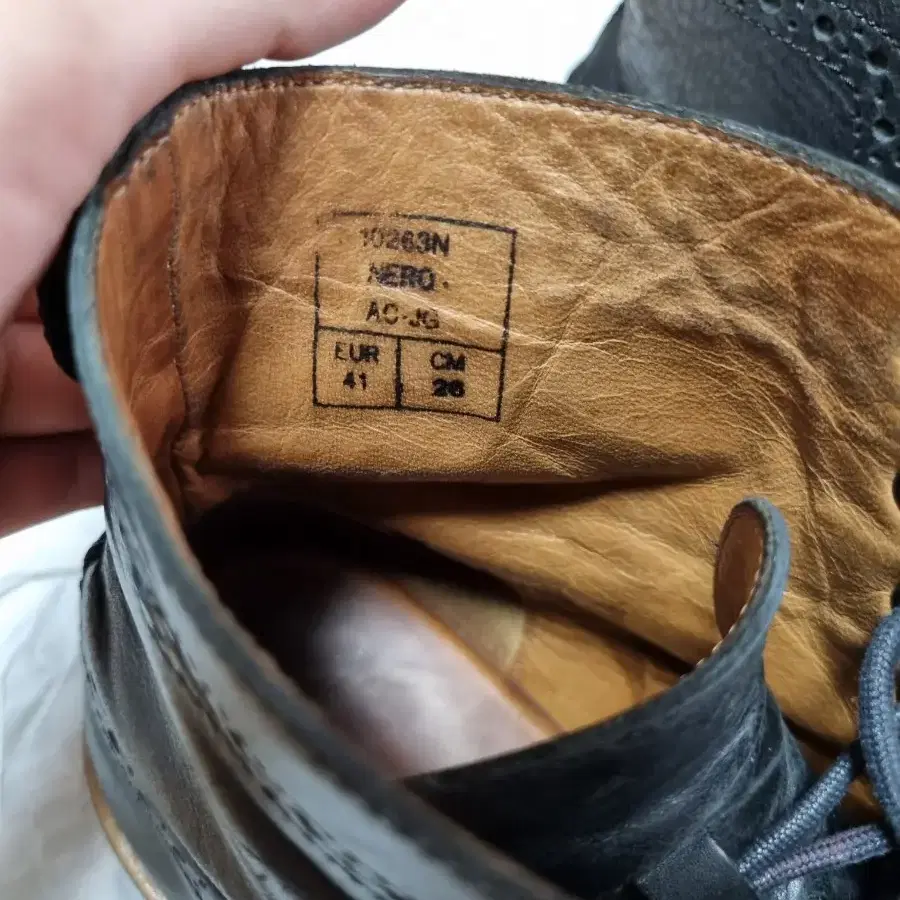 10263N
NERO.
AC-JG
EUR
41
CM
26